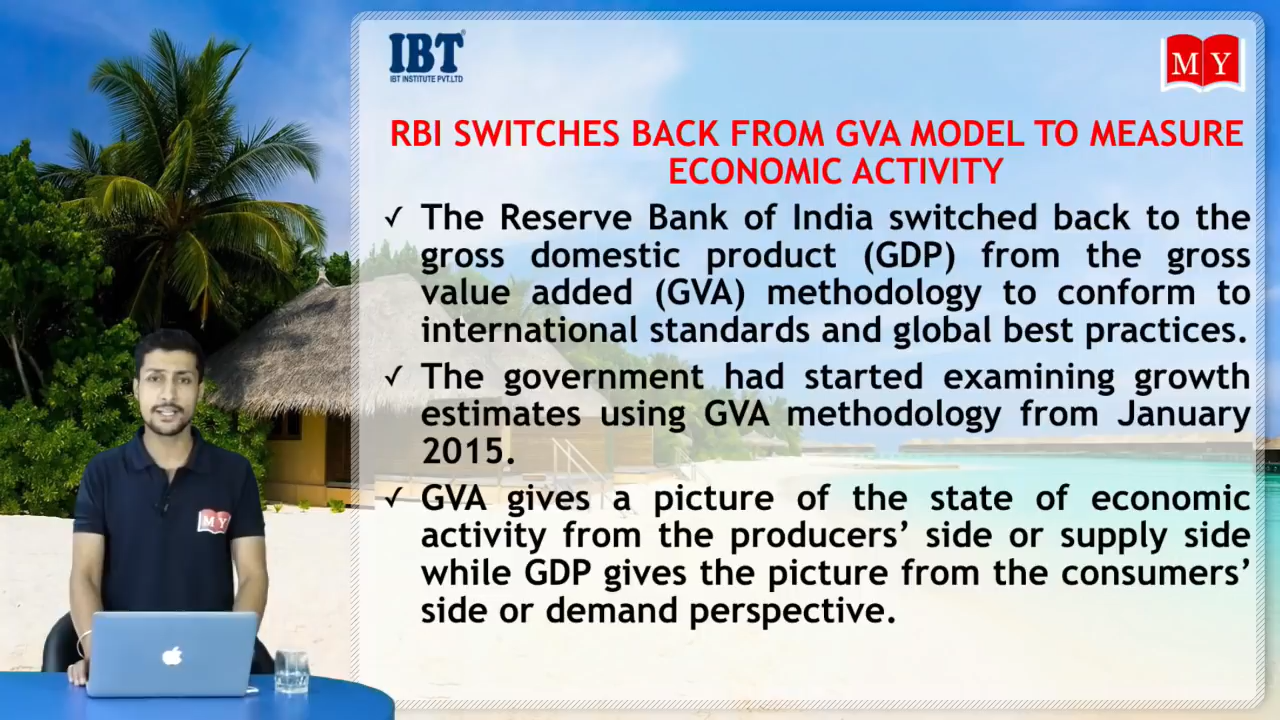 IBT
IBT INSTITUTE PVT.LTD
M Y
RBI SWITCHES BACK FROM GVA MODEL TO MEASURE
ECONOMIC ACTIVITY
✓ The Reserve Bank of India switched back to the
gross domestic product (GDP) from the gross
value added (GVA) methodology to conform to
international standards and global best practices.
✓ The government had started examining growth
estimates using GVA methodology from January
2015.
✓ GVA gives a picture of the state of economic
activity from the producers’ side or supply side
while GDP gives the picture from the consumers’
side or demand perspective.
M Y